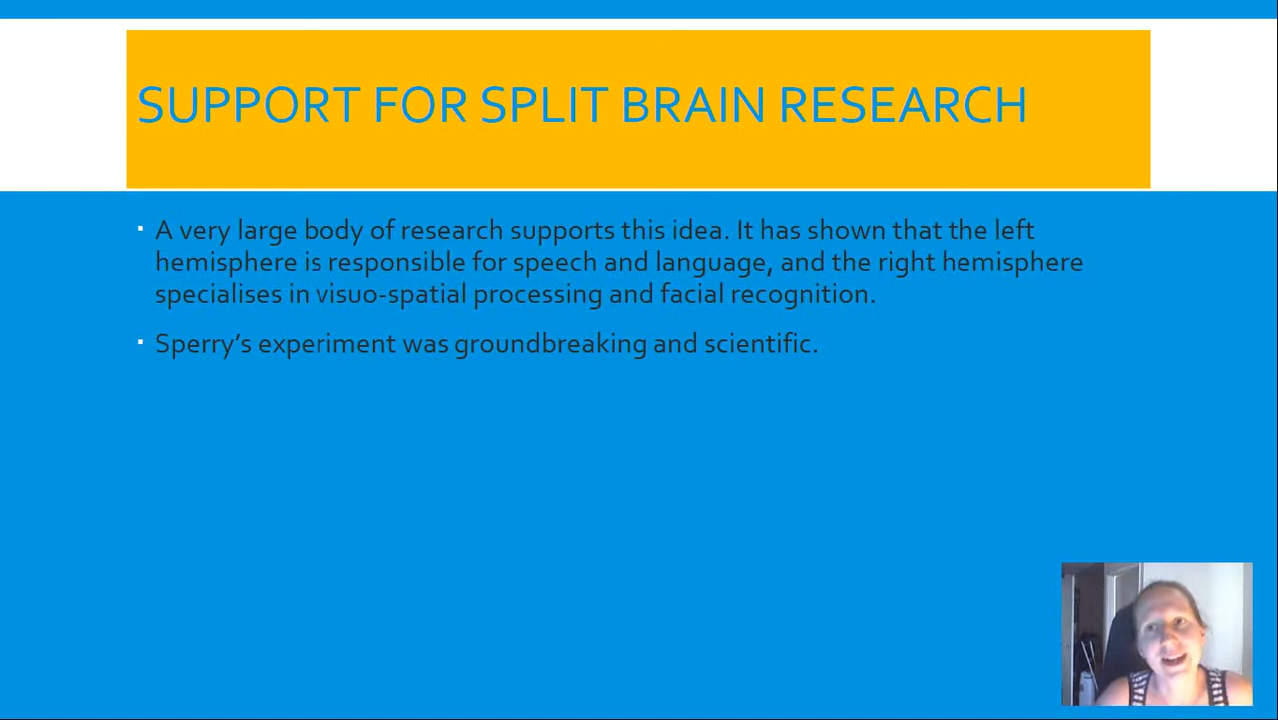 SUPPORT FOR SPLIT BRAIN RESEARCH
A very large body of research supports this idea. It has shown that the left
hemisphere is responsible for speech and language, and the right hemisphere
specialises in visuo-spatial processing and facial recognition.
Sperry’s experiment was groundbreaking and scientific.